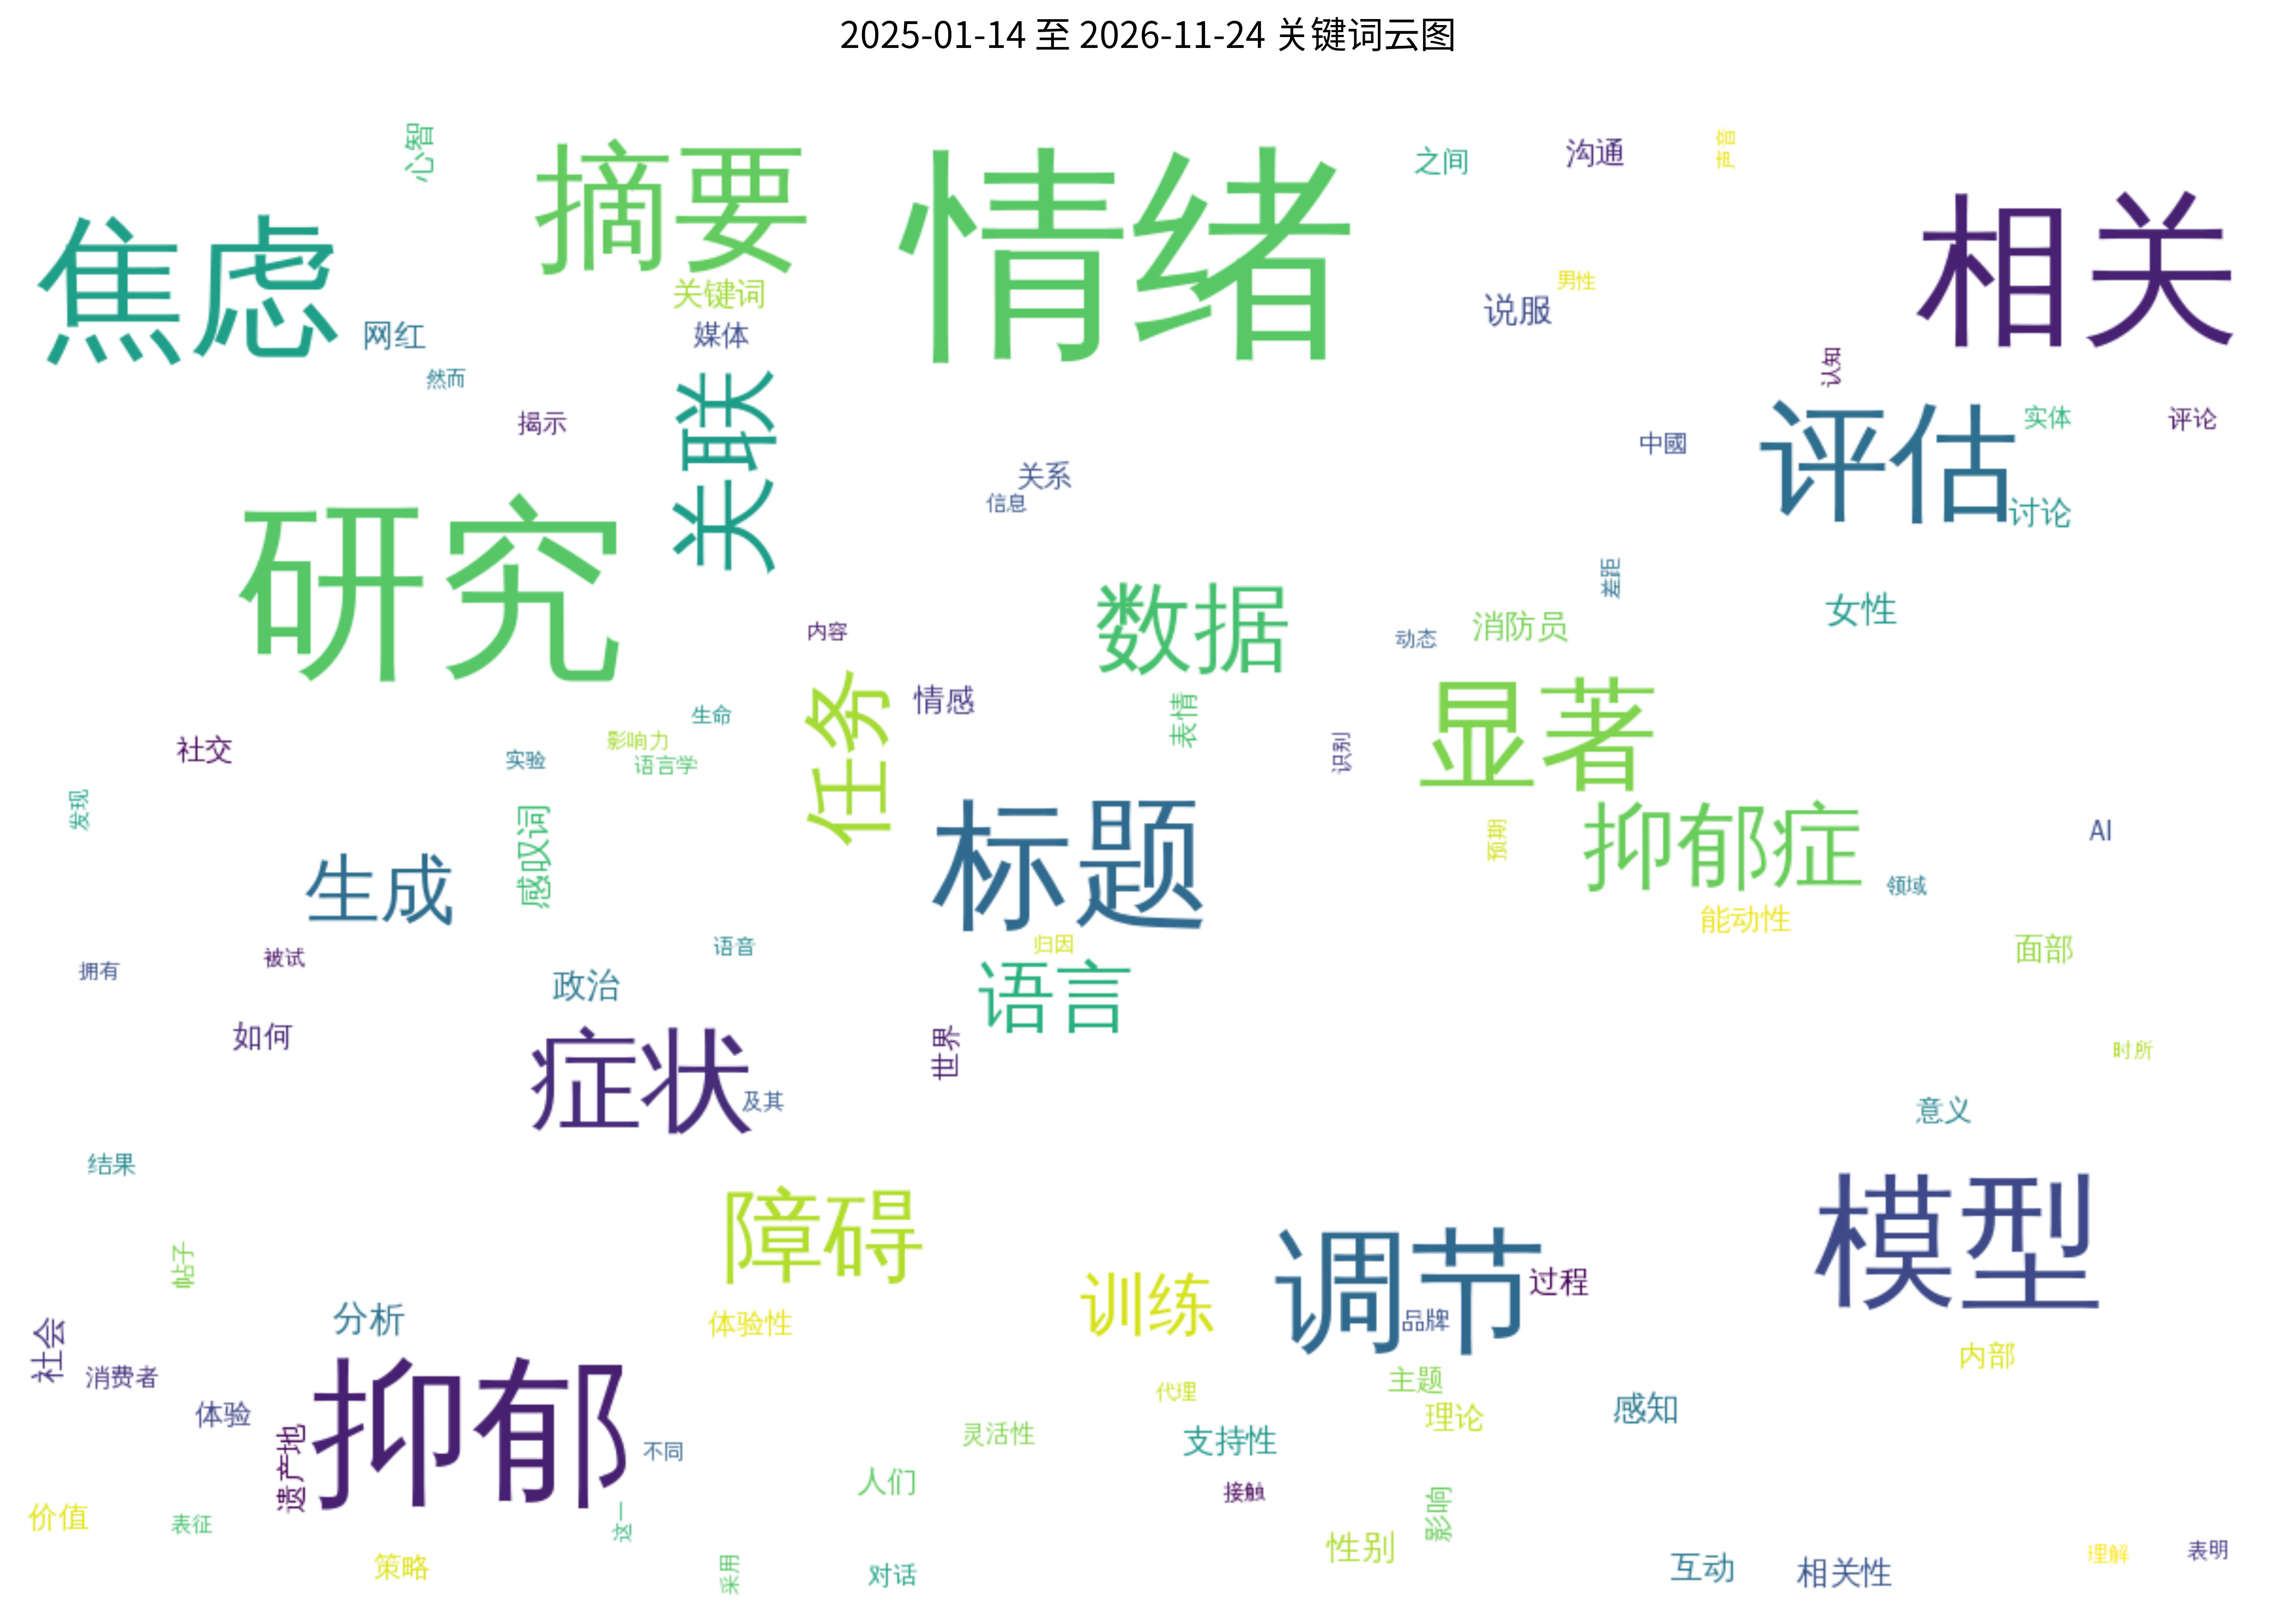 2025-01-14 至 2026-11-24 关键词云图
心智
摘要
情绪
之间
沟通
声音
焦虑
相关
关键词
男性
网红
媒体
说服
然而
认知
揭示
关联
中國
评估
实体
评论
关系
信息
讨论
研究
数据
差距
女性
内容
动态
消防员
任务
情感
表情
显著
社交
生命
影响力
语言学
实验
识别
发现
感叹词
标题
预期
抑郁症
AI
生成
领域
能动性
语音
归因
面部
拥有
被试
政治
语言
如何
世界
时所
症状
及其
意义
结果
障碍
模型
帖子
调节
训练
过程
社会
分析
体验性
品牌
内部
消费者
抑郁
主题
代理
体验
理论
感知
遗产地
不同
灵活性
支持性
人们
接触
价值
表征
这一
影响
性别
策略
采用
对话
互动
相关性
理解
表明